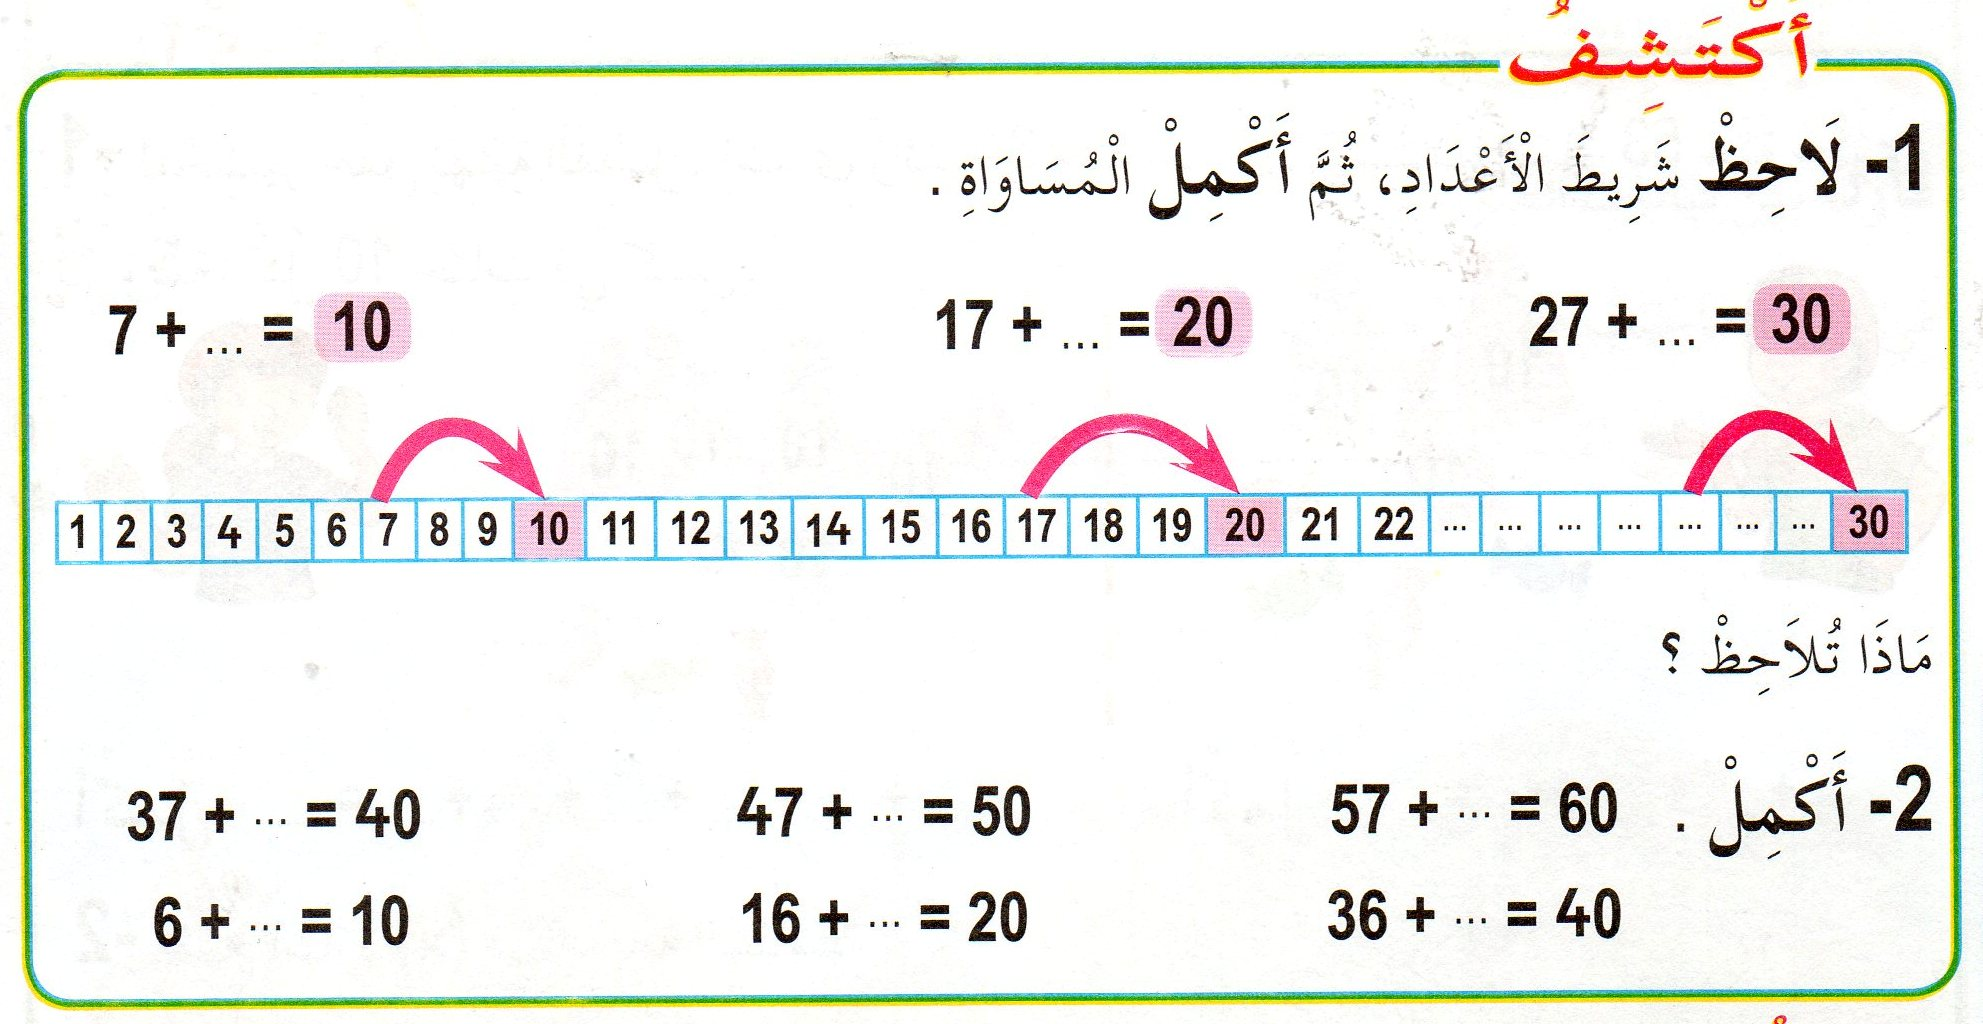 أَكْتَشِفُ
1- لَاحِظْ شَرِيطَ الْأَعْدَادِ، ثُمَّ أَكْمِلْ الْمُسَاوَاةِ .
7 + ... = 10 17 + ... = 20 27 + ... = 30
1 2 3 4 5 6 7 8 9 10 11 12 13 14 15 16 17 18 19 20 21 22 ... ... ... ... ... ... ... 30
مَاذَا تُلاَحِظْ ؟
2- أَكْمِلْ .
37 + ... = 40 47 + ... = 50 57 + ... = 60
6 + ... = 10 16 + ... = 20 36 + ... = 40